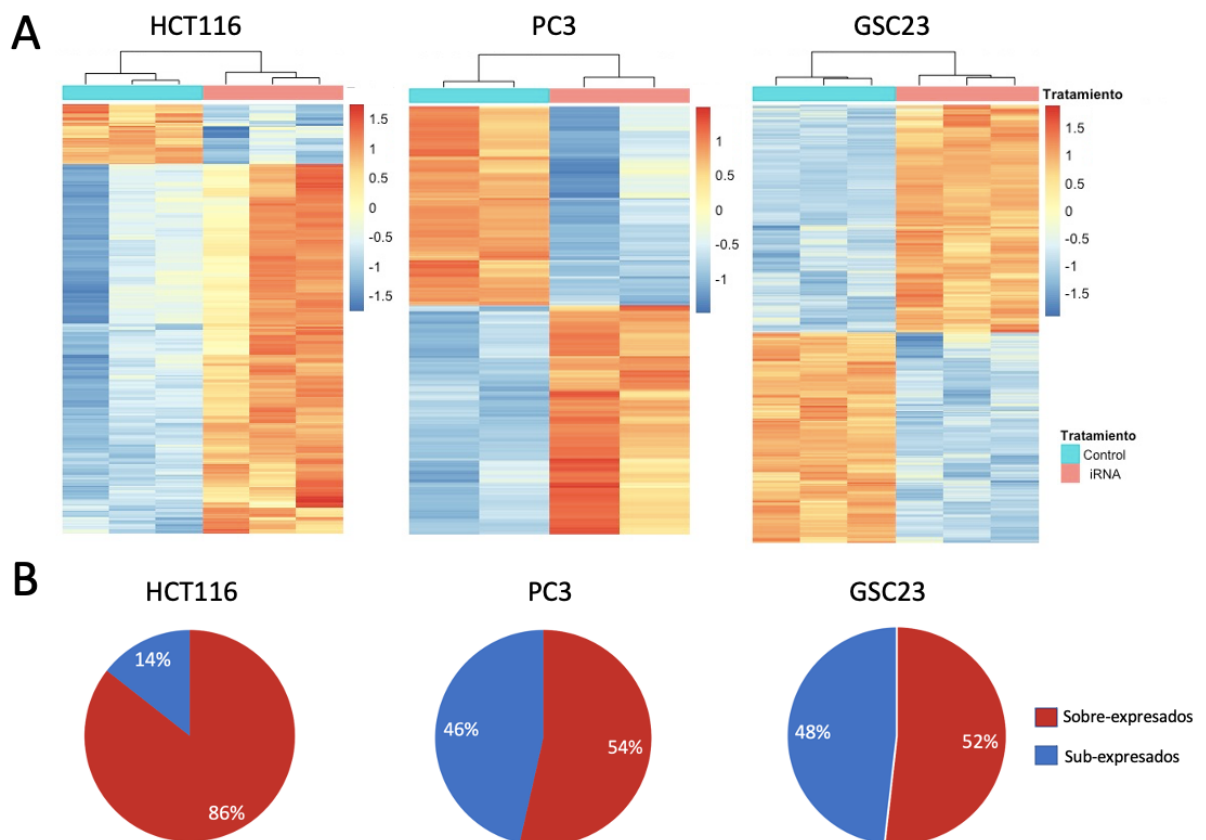 A
HCT116
PC3
GSC23
1.5
1
0.5
0
-0.5
-1
-1.5
1
0.5
0
-0.5
-1
Tratamiento
1.5
1
0.5
0
-0.5
-1
-1.5
Tratamiento
Control
iRNA
B
HCT116
PC3
GSC23
14%
86%
46%
54%
48%
52%
Sobre-expresados
Sub-expresados